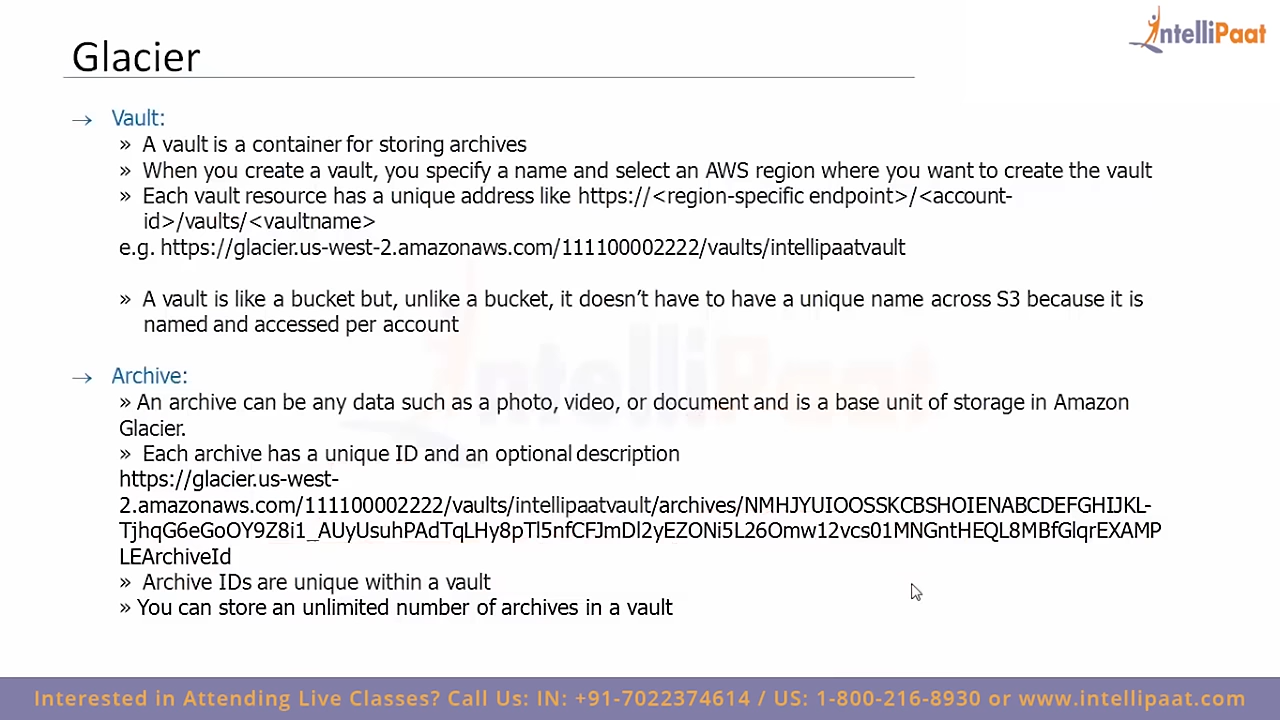 IntelliPaat
Glacier
→ Vault:
» A vault is a container for storing archives
» When you create a vault, you specify a name and select an AWS region where you want to create the vault
» Each vault resource has a unique address like https://<region-specific endpoint>/<account-
id>/vaults/<vaultname>
e.g. https://glacier.us-west-2.amazonaws.com/111100002222/vaults/intellipaatvault
» A vault is like a bucket but, unlike a bucket, it doesn't have to have a unique name across S3 because it is
named and accessed per account
→ Archive:
» An archive can be any data such as a photo, video, or document and is a base unit of storage in Amazon
Glacier.
» Each archive has a unique ID and an optional description
https://glacier.us-west-
2.amazonaws.com/111100002222/vaults/intellipaatvault/archives/NMHJYUIOOSSKCBSHOIENABCDEFGHIJKL-
TjhqG6eGoOY9Z8i1_AUyUsuhPAdTqLHy8pTl5nfCFJmDl2yEZONi5L26Omw12vcs01MNGntHEQL8MBfGlqrEXAMP
LEArchiveId
» Archive IDs are unique within a vault
» You can store an unlimited number of archives in a vault
IntelliPaat
Interested in Attending Live Classes? Call Us: IN: +91-7022374614 / US: 1-800-216-8930 or www.intellipaat.com